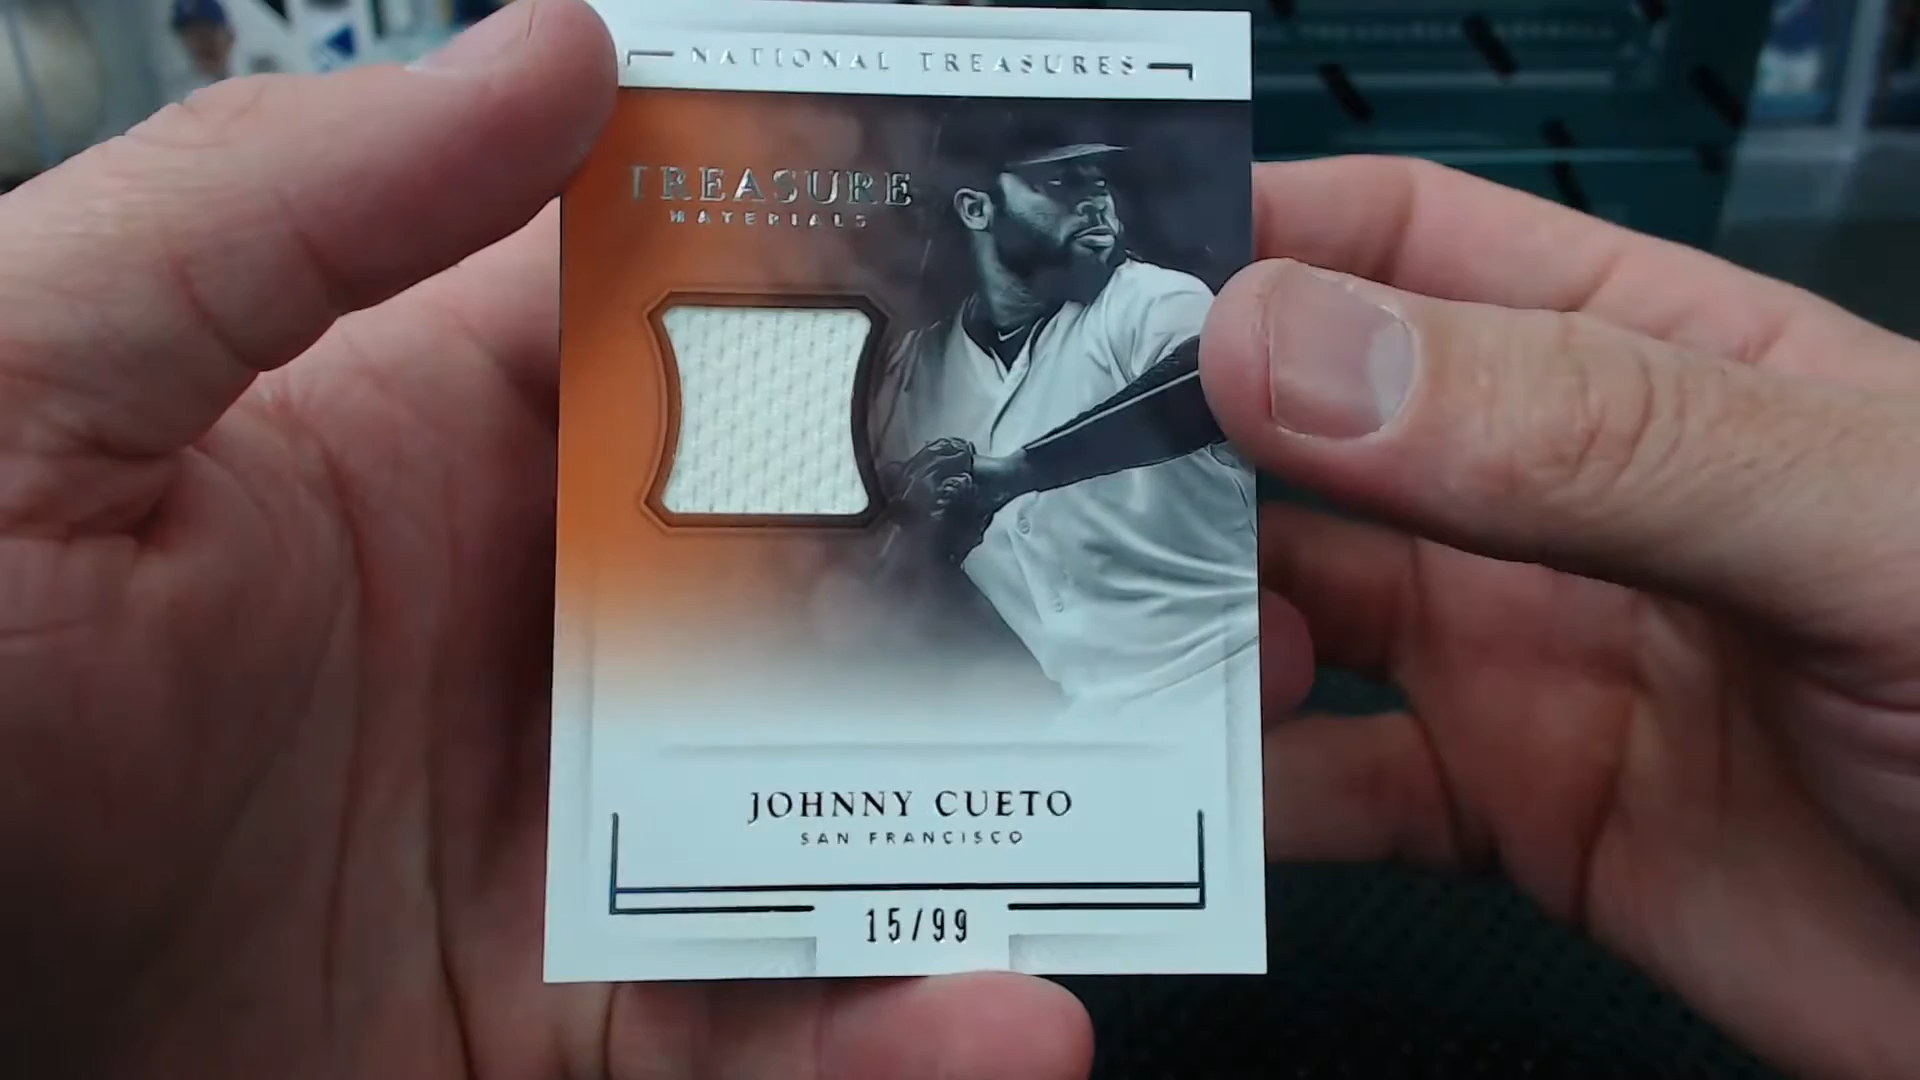 NATIONAL TREASURES
TREASURE
MATERIALS
JOHNNY CUETO
SAN FRANCISCO
15/99